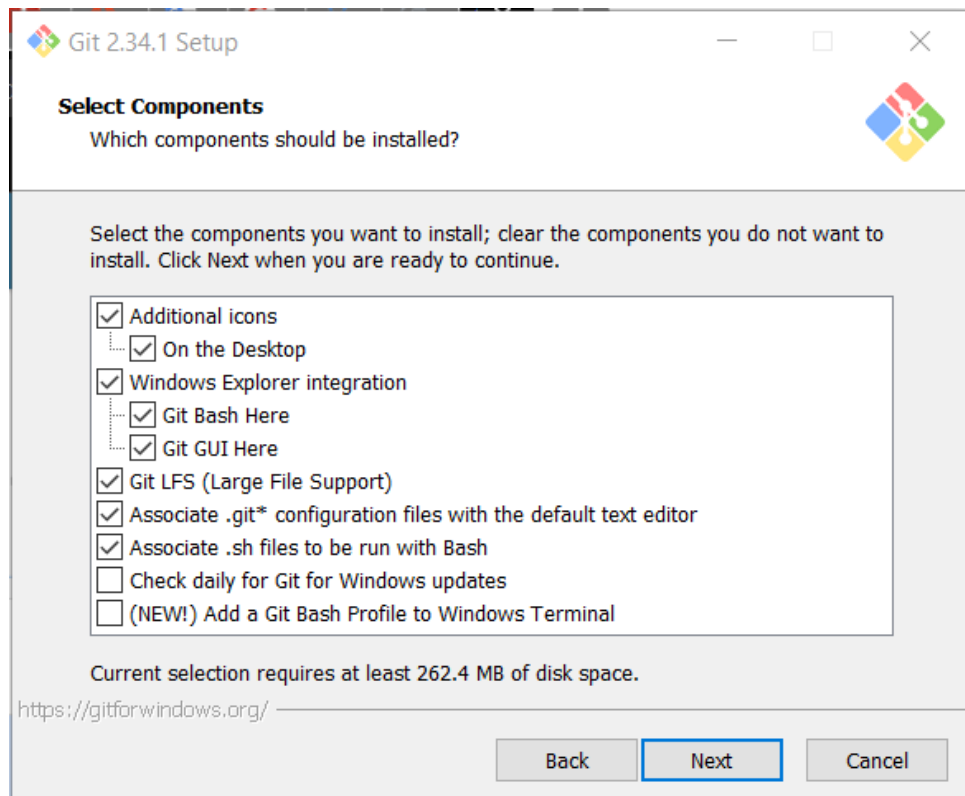 Git 2.34.1 Setup
Select Components
Which components should be installed?
Select the components you want to install; clear the components you do not want to
install. Click Next when you are ready to continue.
Additional icons
On the Desktop
Windows Explorer integration
Git Bash Here
Git GUI Here
Git LFS (Large File Support)
Associate .git* configuration files with the default text editor
Associate .sh files to be run with Bash
Check daily for Git for Windows updates
(NEW!) Add a Git Bash Profile to Windows Terminal
Current selection requires at least 262.4 MB of disk space.
https://gitforwindows.org/
Back Next Cancel